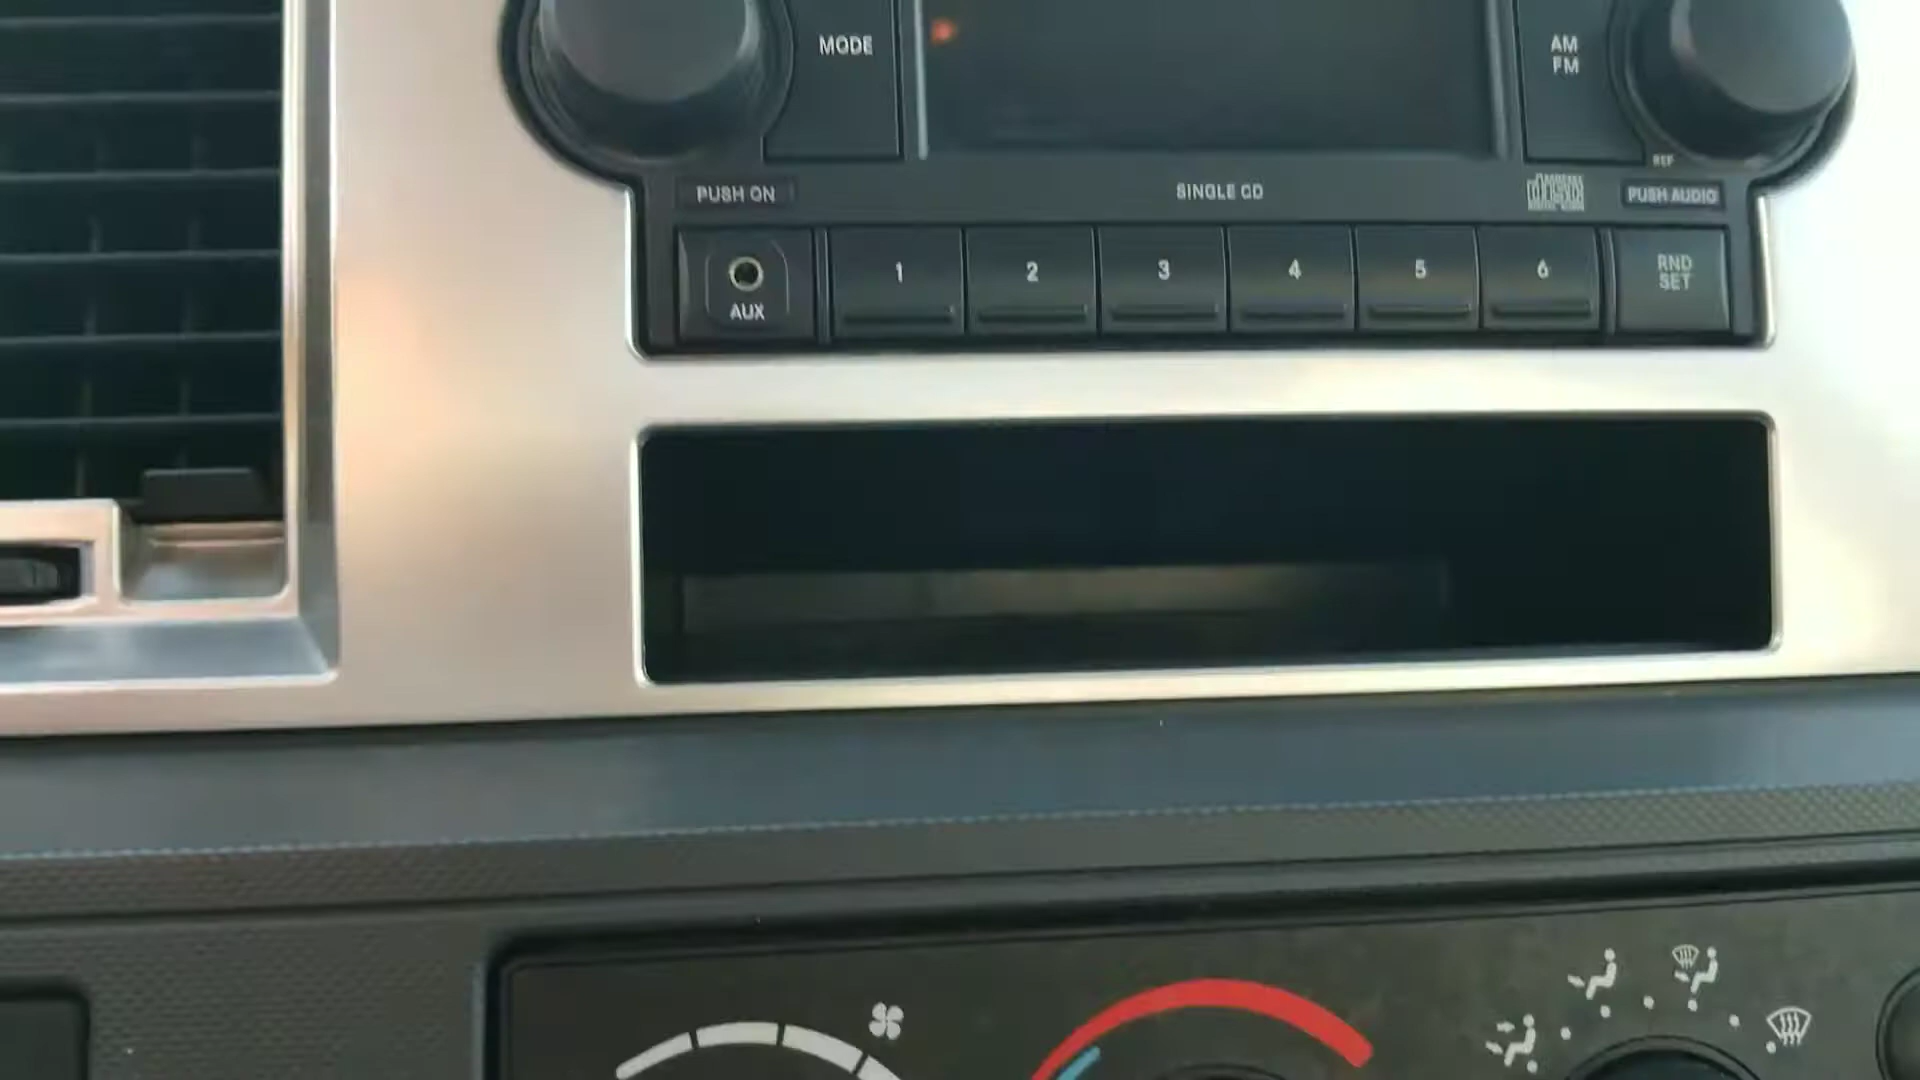 MODE
AM
FM
REF
PUSH ON
SINGLE CD
PUSH AUDIO
AUX
1
2
3
4
5
6
RND
SET